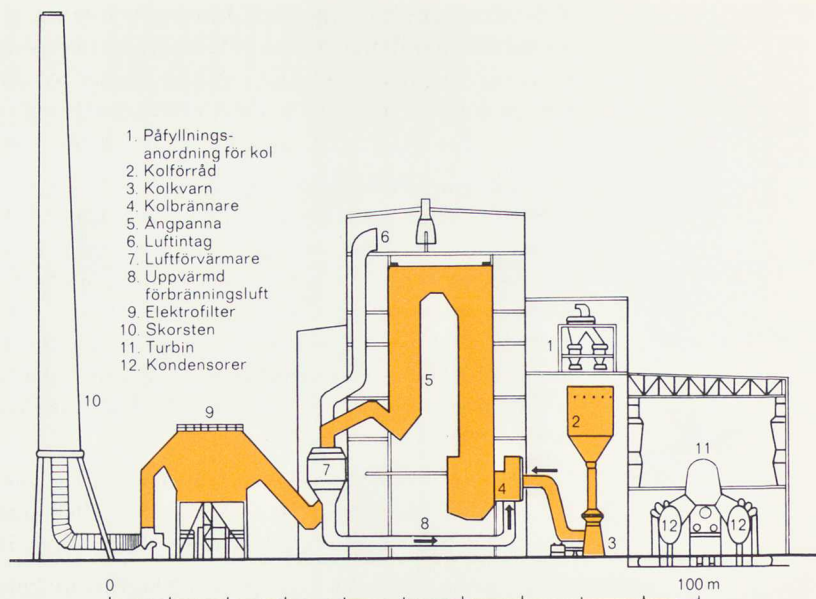 1. Påfyllnings-
anordning för kol
2. Kolförråd
3. Kolkvarn
4. Kolbrännare
5. Ångpanna
6. Luftintag
7. Luftförvärmare
8. Uppvärmd
förbränningsluft
9. Elektrofilter
10. Skorsten
11. Turbin
12. Kondensorer
6
1
5
10
9
2
7
11
4
8
3
12
12
0
100 m